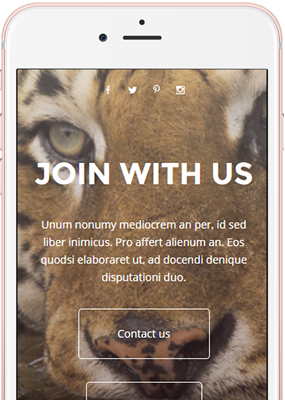 JOIN WITH US
Unum nonumy mediocrem an per, id sed
liber inimicus. Pro affert alienum an. Eos
quodsi elaboraret ut, ad docendi denique
disputationi duo.
Contact us